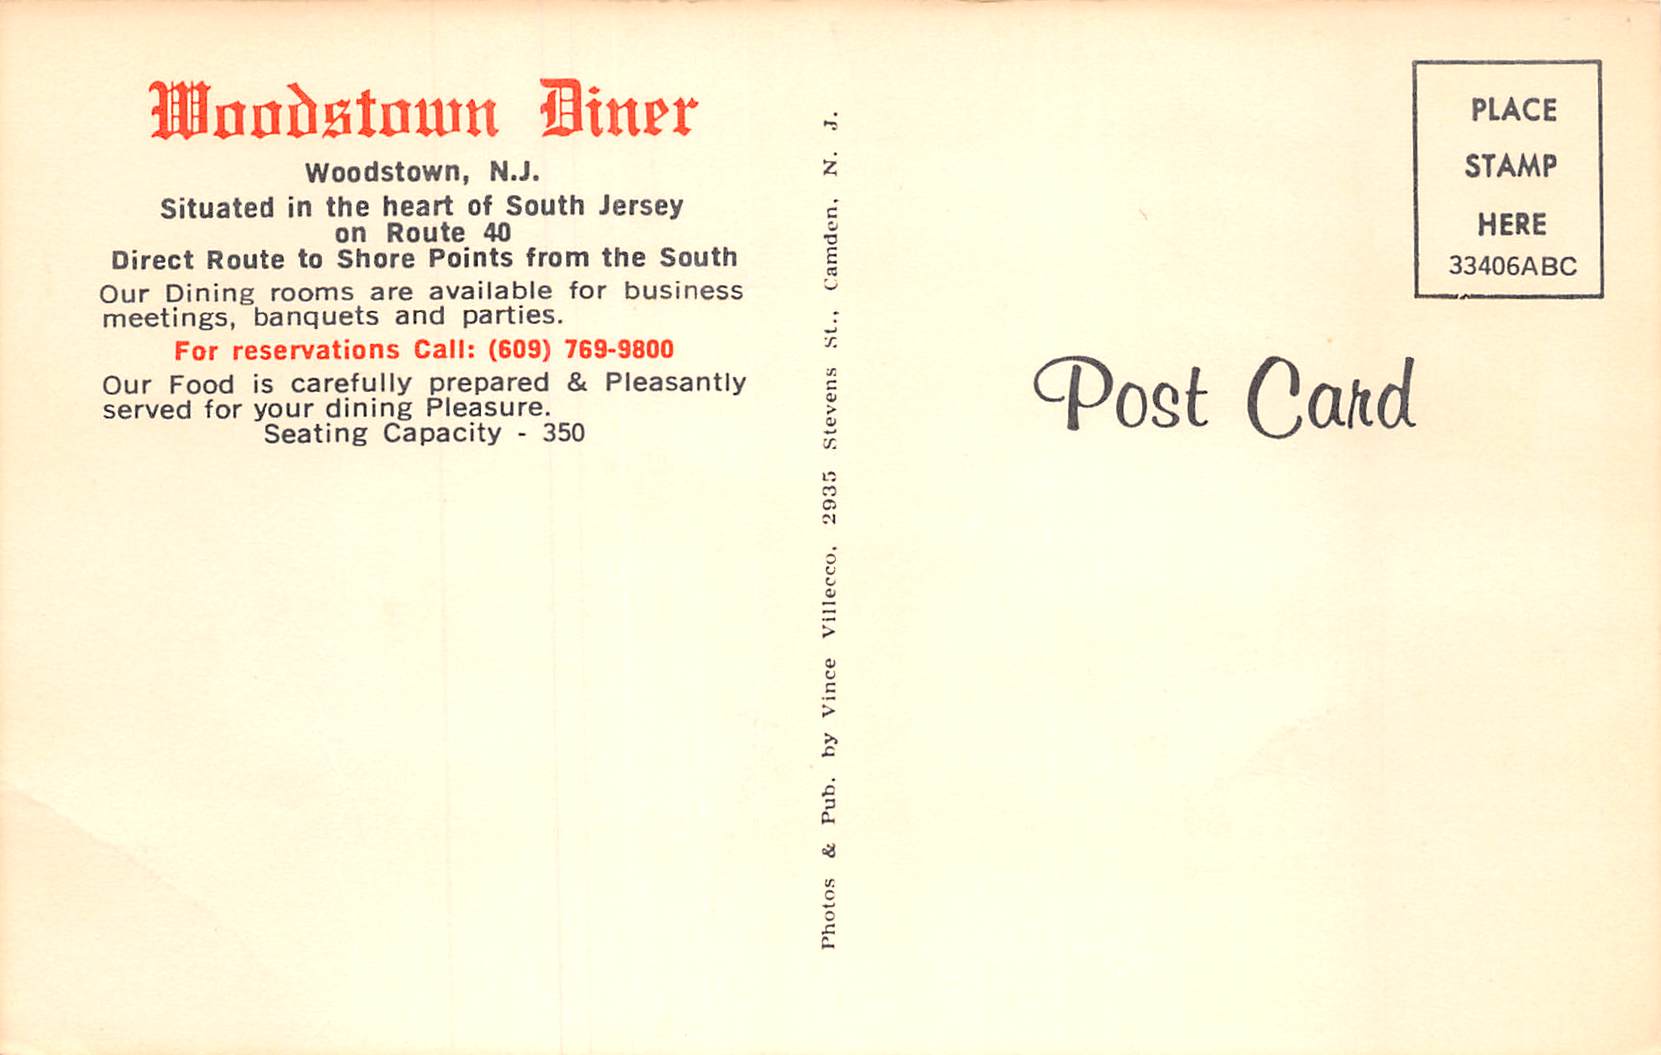 Woodstown Diner
Woodstown, N.J.
Situated in the heart of South Jersey
on Route 40
Direct Route to Shore Points from the South
Our Dining rooms are available for business
meetings, banquets and parties.
For reservations Call: (609) 769-9800
Our Food is carefully prepared & Pleasantly
served for your dining Pleasure.
Seating Capacity - 350
Photos & Pub. by Vince Villecco, 2935 Stevens St., Camden, N. J.
PLACE
STAMP
HERE
33406ABC
Post Card